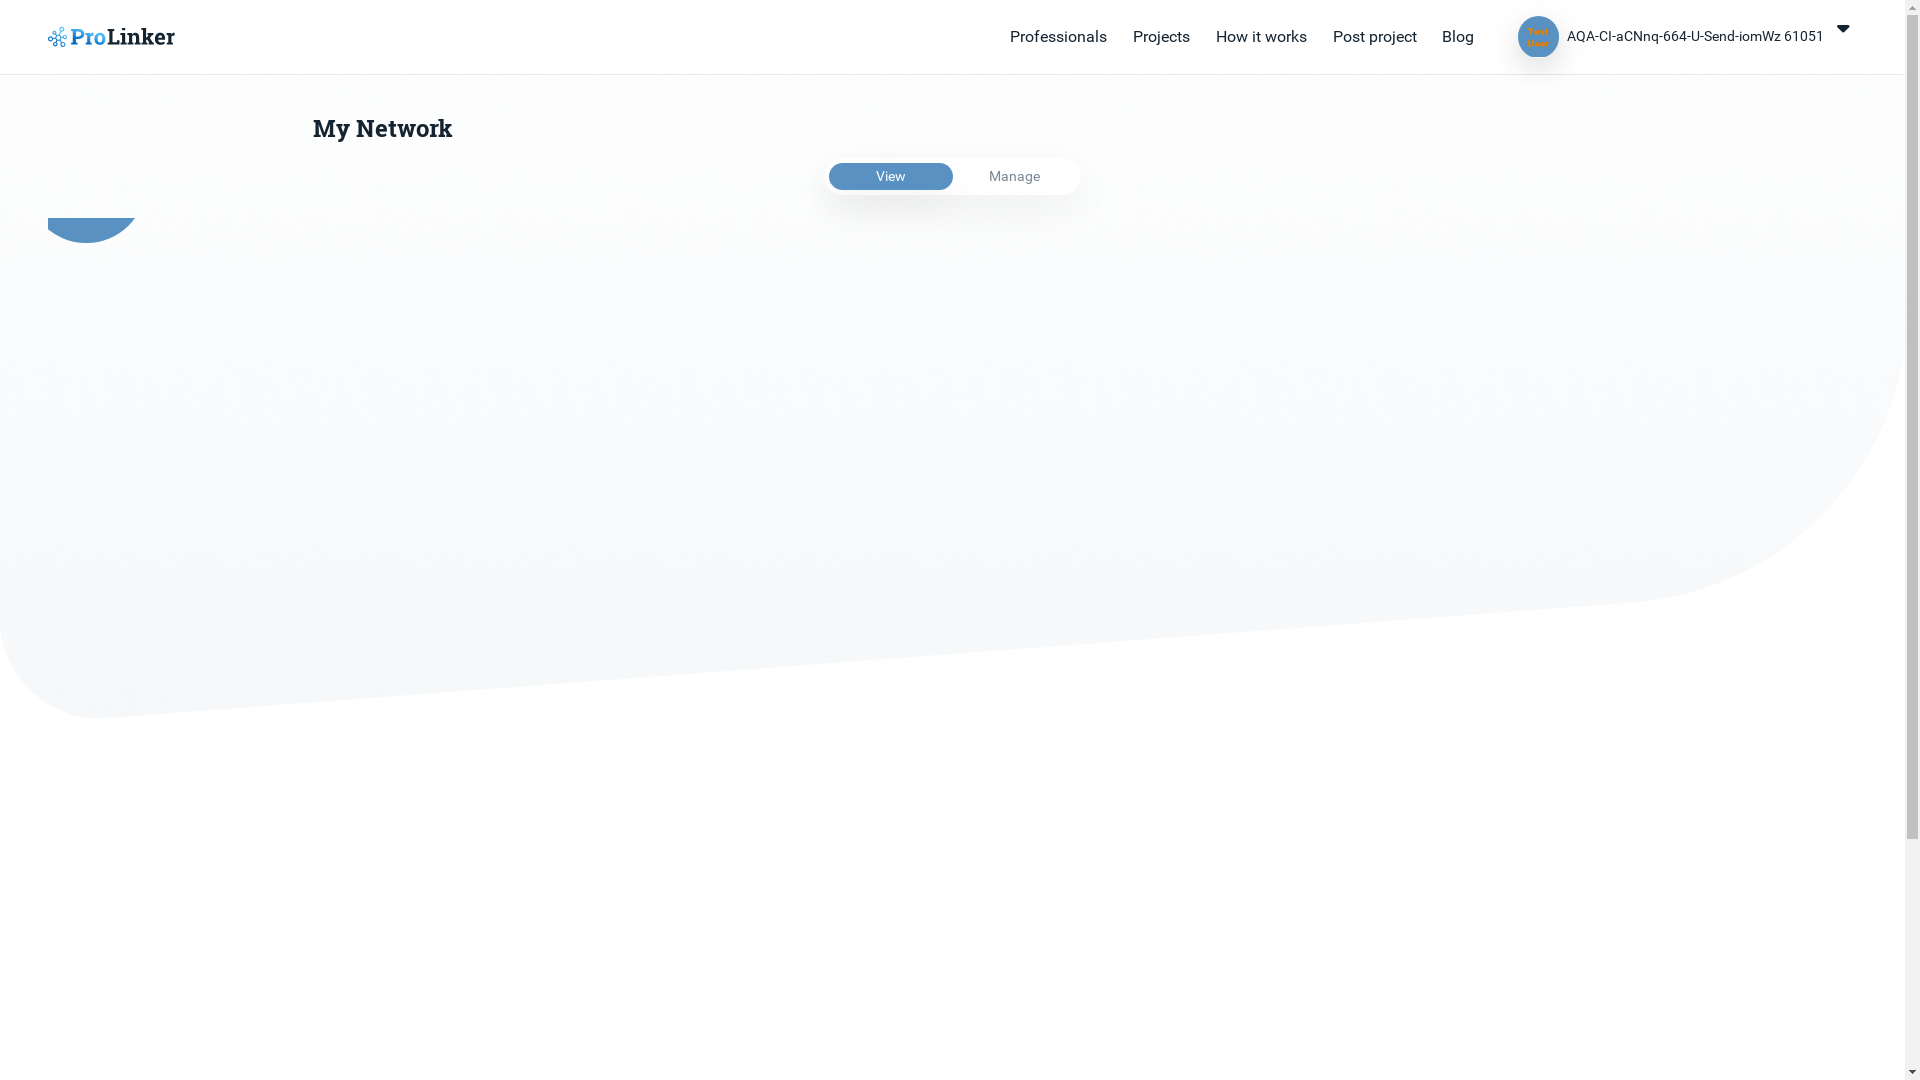 ProLinker
Professionals
Projects
How it works
Post project
Blog
Test
User
AQA-CI-aCNnq-664-U-Send-iomWz 61051
My Network
View
Manage